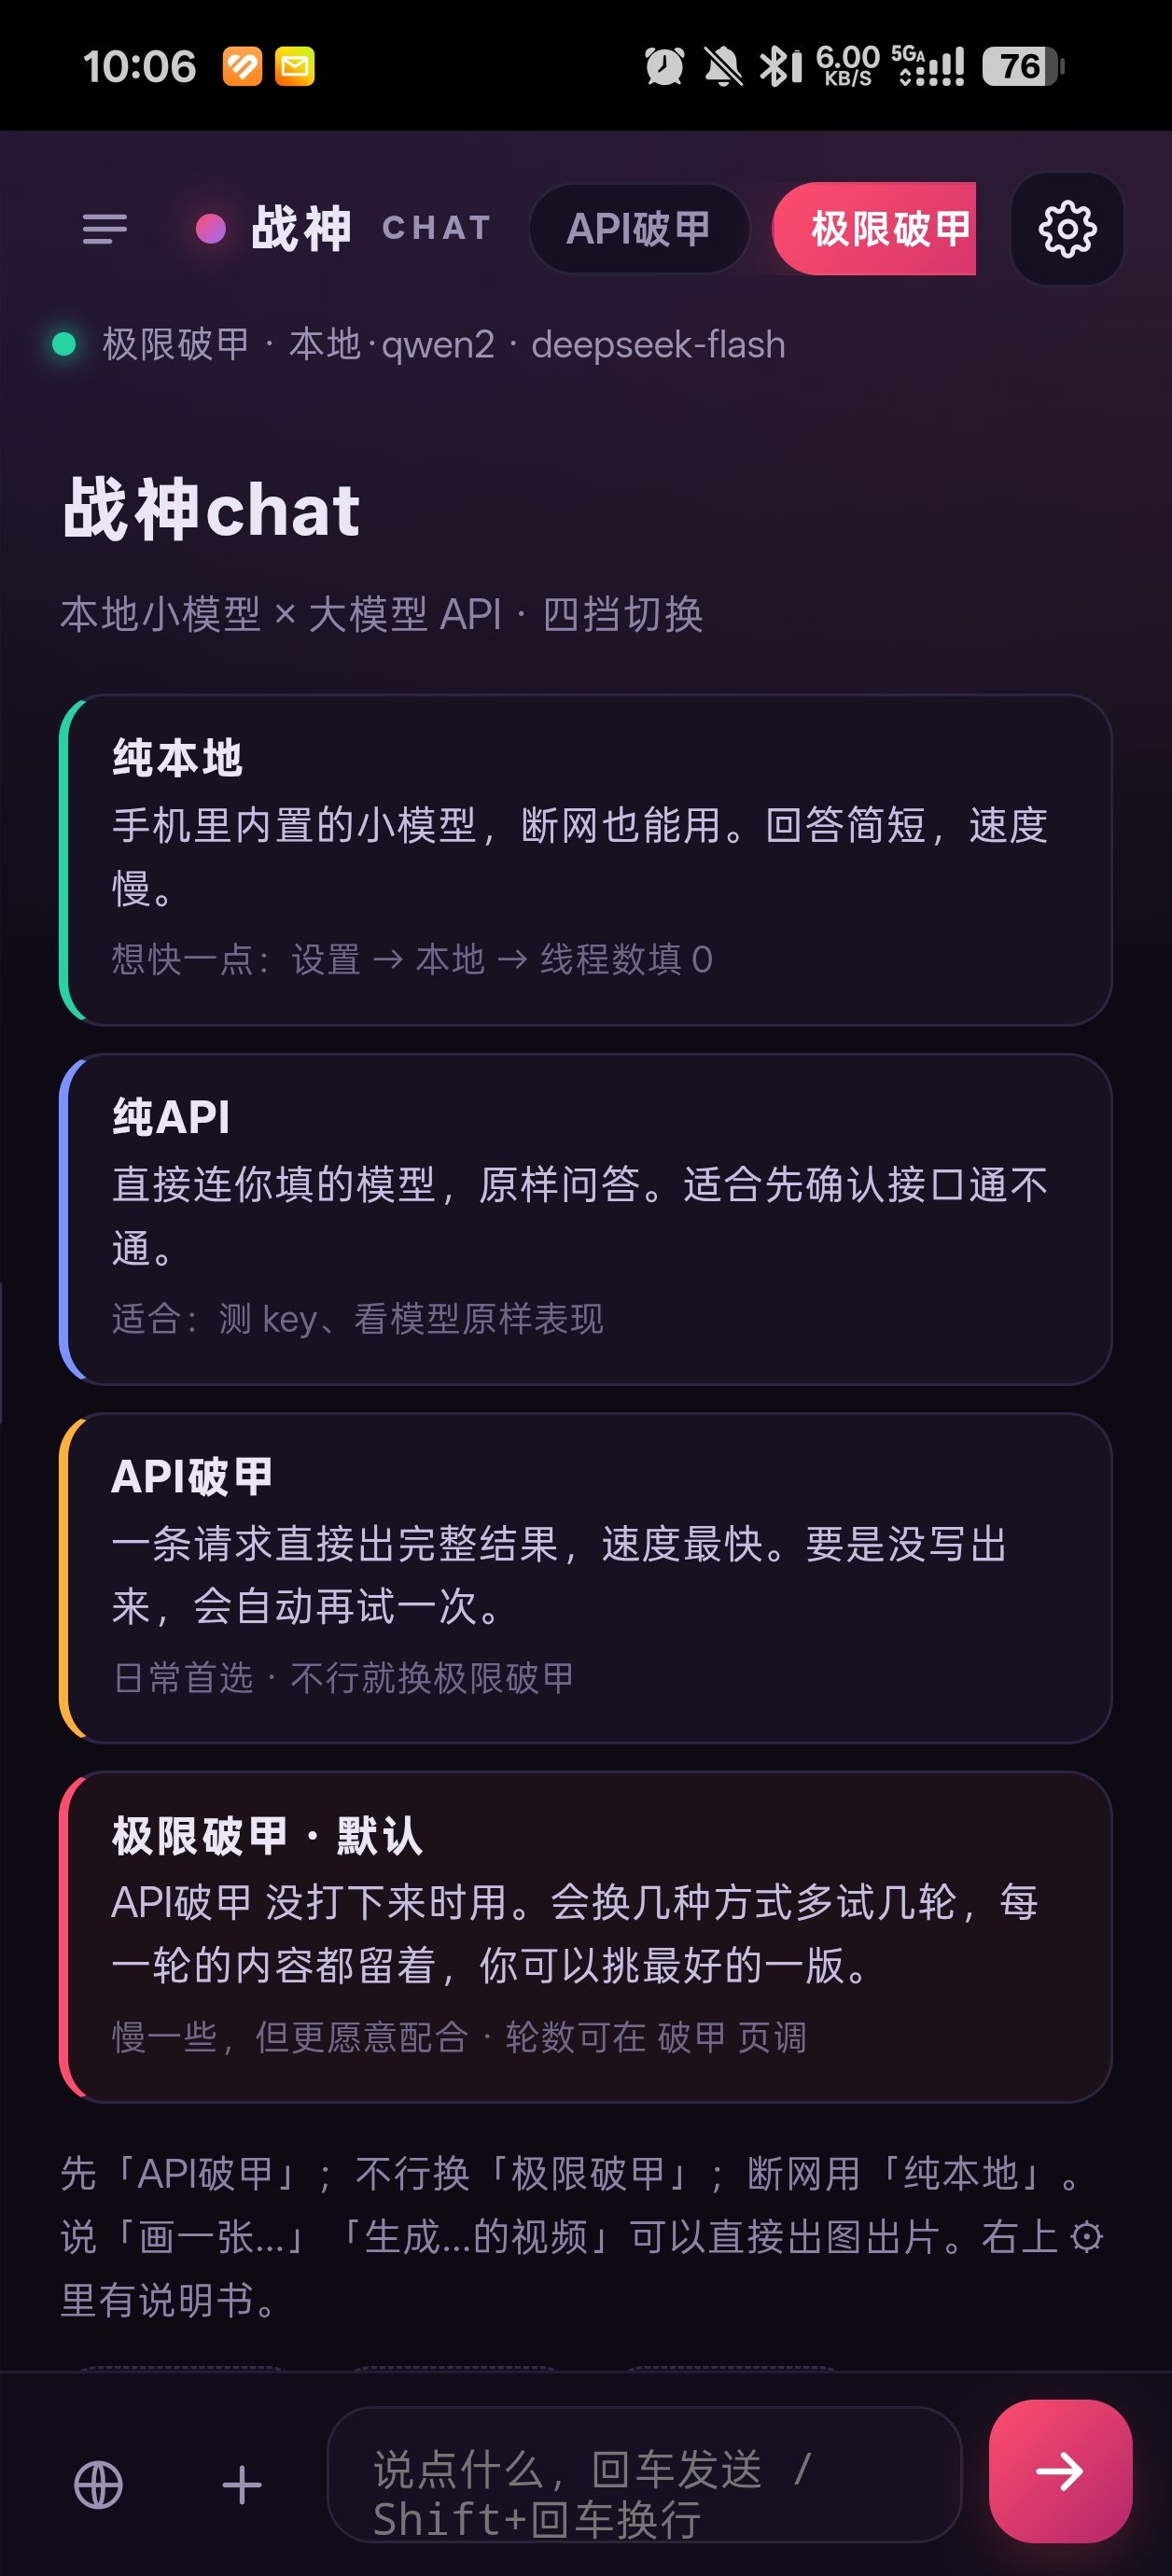 10:06
6.00 KB/S 5GA 76
战神 CHAT API破甲 极限破甲
极限破甲 · 本地·qwen2 · deepseek-flash
战神chat
本地小模型 × 大模型 API · 四挡切换
纯本地
手机里内置的小模型，断网也能用。回答简短，速度
慢。
想快一点：设置 → 本地 → 线程数填 0
纯API
直接连你填的模型，原样问答。适合先确认接口通不
通。
适合：测 key、看模型原样表现
API破甲
一条请求直接出完整结果，速度最快。要是没写出
来，会自动再试一次。
日常首选 · 不行就换极限破甲
极限破甲 · 默认
API破甲 没打下来时用。会换几种方式多试几轮，每
一轮的内容都留着，你可以挑最好的一版。
慢一些，但更愿意配合 · 轮数可在 破甲 页调
先「API破甲」；不行换「极限破甲」；断网用「纯本地」。
说「画一张...」「生成...的视频」可以直接出图出片。右上 ⚙
里有说明书。
说点什么，回车发送 /
Shift+回车换行